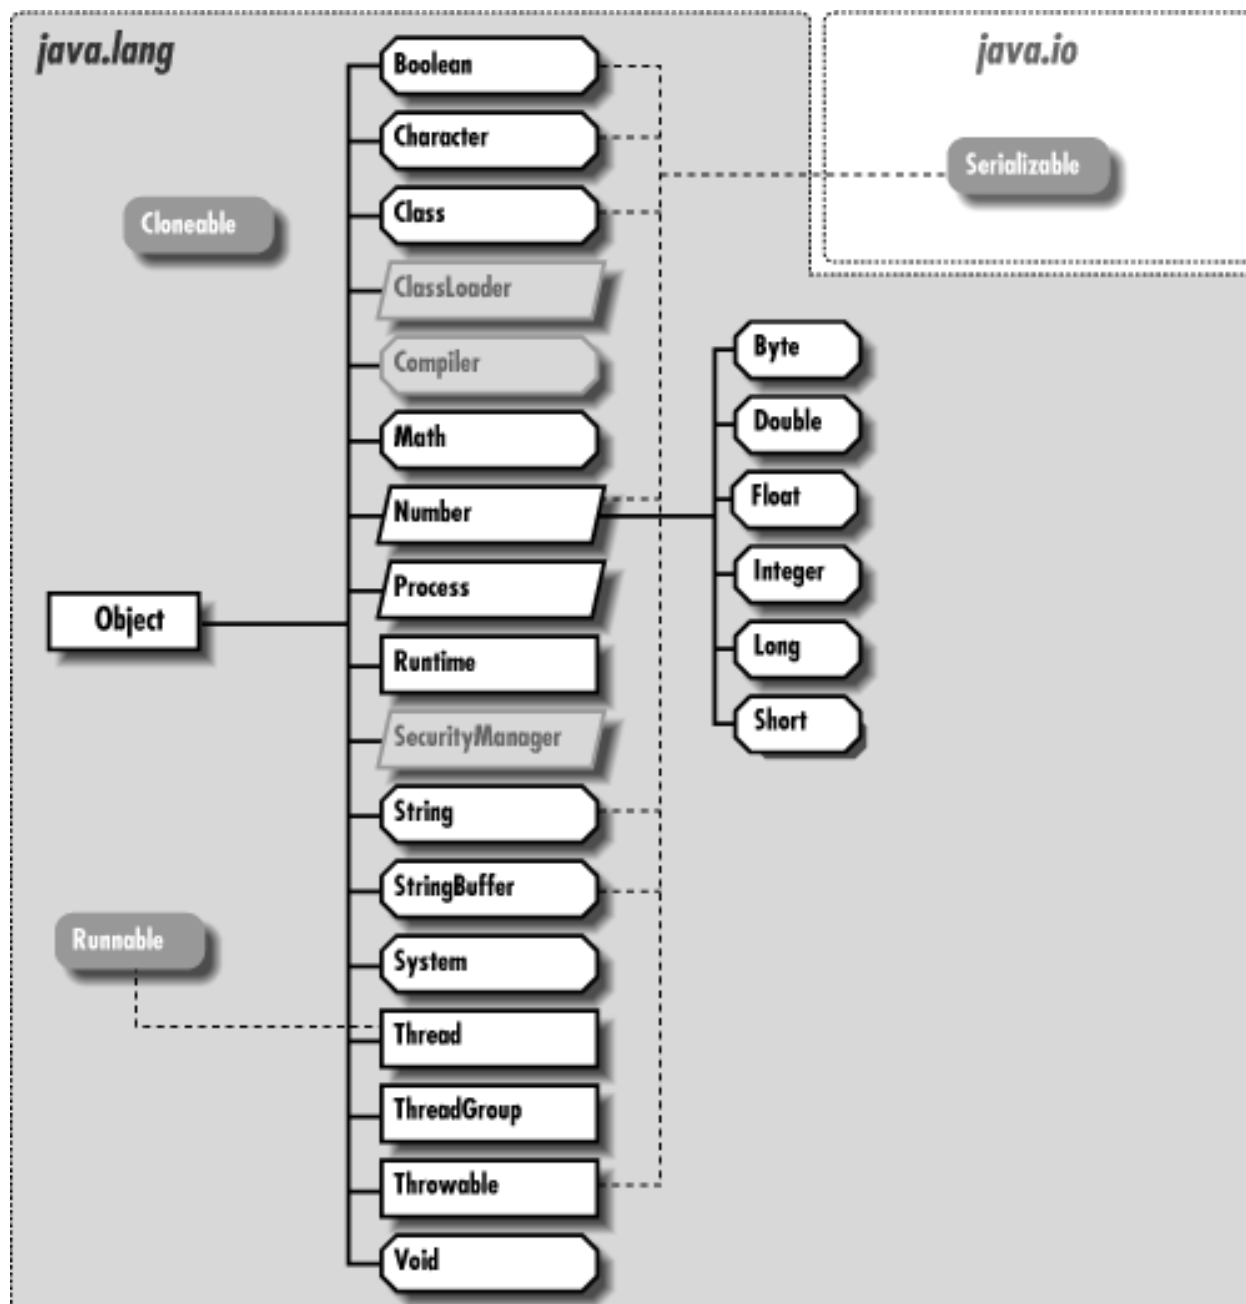 java.lang
java.io
Boolean
Character
Serializable
Class
Cloneable
ClassLoader
Compiler
Byte
Math
Double
Number
Float
Process
Integer
Object
Runtime
Long
SecurityManager
Short
String
StringBuffer
Runnable
System
Thread
ThreadGroup
Throwable
Void